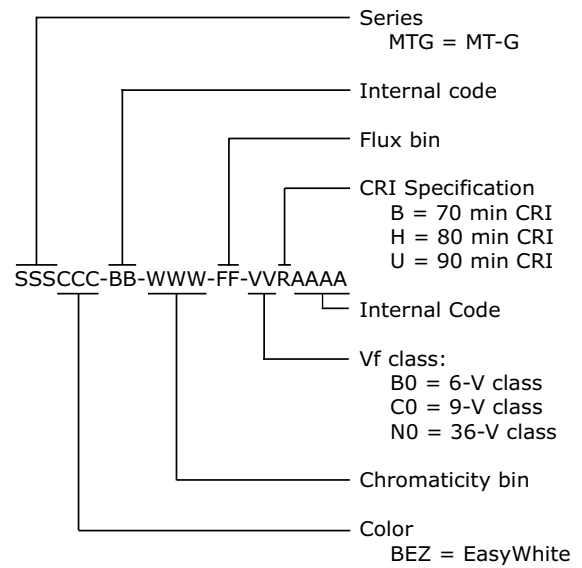 Series
MTG = MT-G
Internal code
Flux bin
CRI Specification
B = 70 min CRI
H = 80 min CRI
U = 90 min CRI
SSSCCC-BB-WWW-FF-VVRAAAA
Internal Code
Vf class:
B0 = 6-V class
C0 = 9-V class
N0 = 36-V class
Chromaticity bin
Color
BEZ = EasyWhite